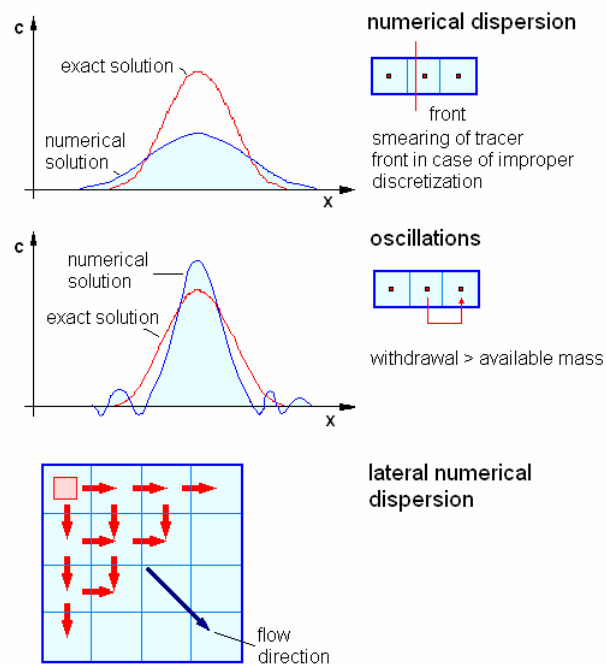 numerical dispersion
c
exact solution
numerical
solution
x
front
smearing of tracer
front in case of improper
discretization
oscillations
c
numerical
solution
exact solution
x
withdrawal > available mass
lateral numerical
dispersion
flow
direction